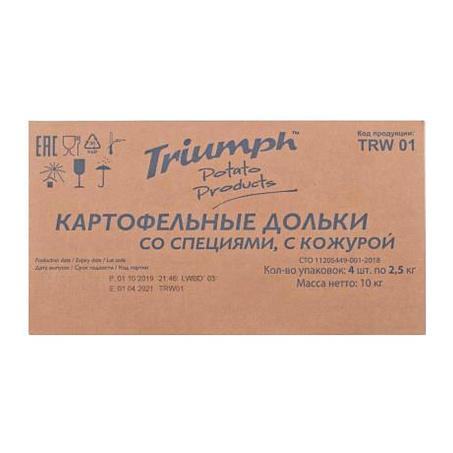 Код продукции:
TRW 01
EAC
Triumph™
Potato
Products
КАРТОФЕЛЬНЫЕ ДОЛЬКИ
СО СПЕЦИЯМИ, С КОЖУРОЙ
Production date / Expiry date / Lot code
Дата выпуска / Срок годности / Код партии
СТО 11205449-001-2018
Кол-во упаковок: 4 шт. по 2,5 кг
Масса нетто: 10 кг
P. 01 10 2019 21:46 LWBD 03
E. 01 04 2021 TRW01